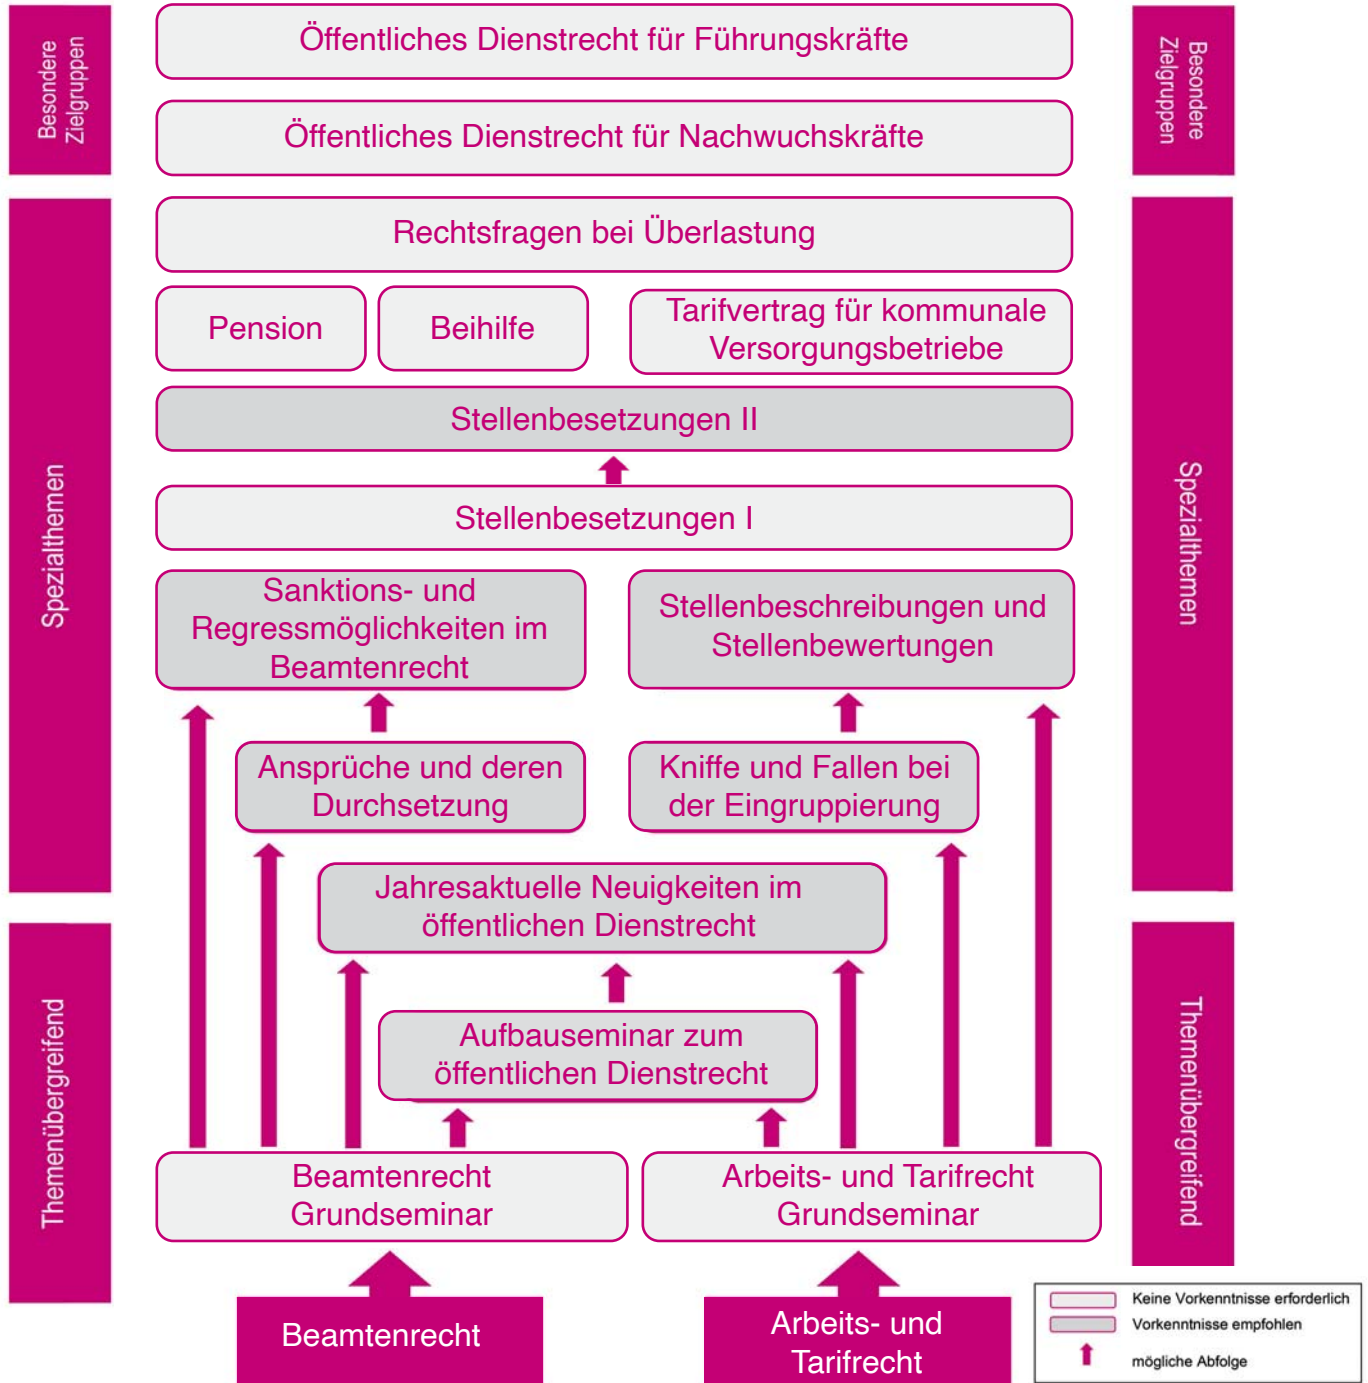 Besondere
Zielgruppen
Öffentliches Dienstrecht für Führungskräfte
Öffentliches Dienstrecht für Nachwuchskräfte
Besondere
Zielgruppen
Spezialthemen
Rechtsfragen bei Überlastung
Pension
Beihilfe
Tarifvertrag für kommunale
Versorgungsbetriebe
Stellenbesetzungen II
Stellenbesetzungen I
Sanktions- und
Regressmöglichkeiten im
Beamtenrecht
Stellenbeschreibungen und
Stellenbewertungen
Ansprüche und deren
Durchsetzung
Kniffe und Fallen bei
der Eingruppierung
Spezialthemen
Themenübergreifend
Jahresaktuelle Neuigkeiten im
öffentlichen Dienstrecht
Aufbauseminar zum
öffentlichen Dienstrecht
Beamtenrecht
Grundseminar
Arbeits- und Tarifrecht
Grundseminar
Themenübergreifend
Beamtenrecht
Arbeits- und
Tarifrecht
Keine Vorkenntnisse erforderlich
Vorkenntnisse empfohlen
mögliche Abfolge